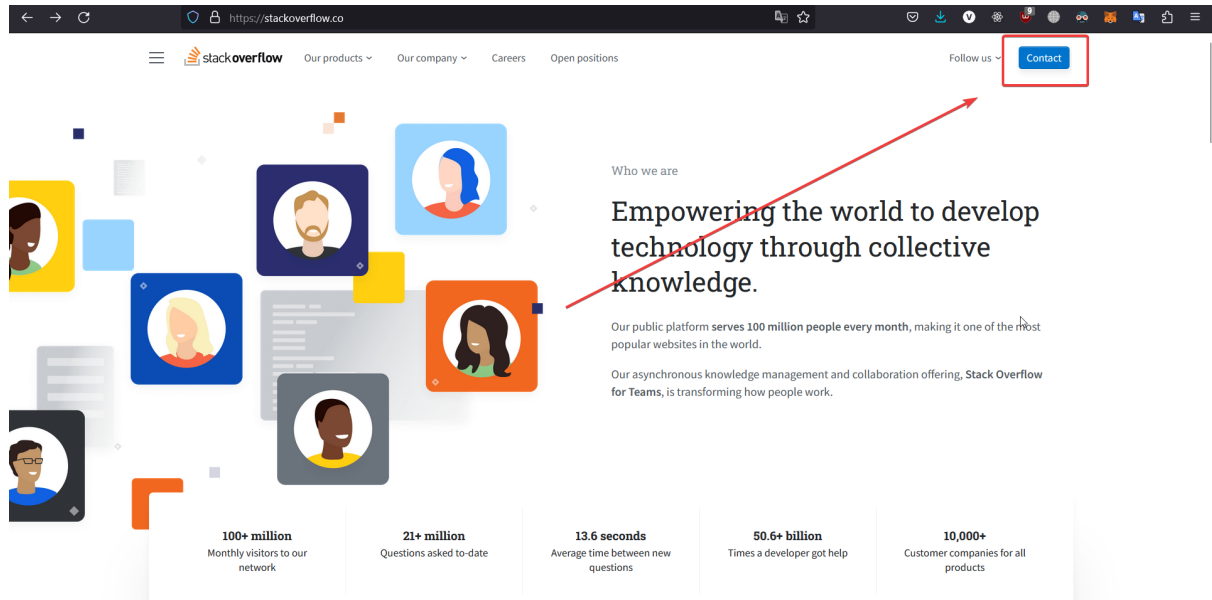 https://stackoverflow.co
9
stackoverflow Our products Our company Careers Open positions Follow us Contact
Who we are
Empowering the world to develop
technology through collective
knowledge.
Our public platform serves 100 million people every month, making it one of the most
popular websites in the world.
Our asynchronous knowledge management and collaboration offering, Stack Overflow
for Teams, is transforming how people work.
100+ million
Monthly visitors to our
network
21+ million
Questions asked to-date
13.6 seconds
Average time between new
questions
50.6+ billion
Times a developer got help
10,000+
Customer companies for all
products